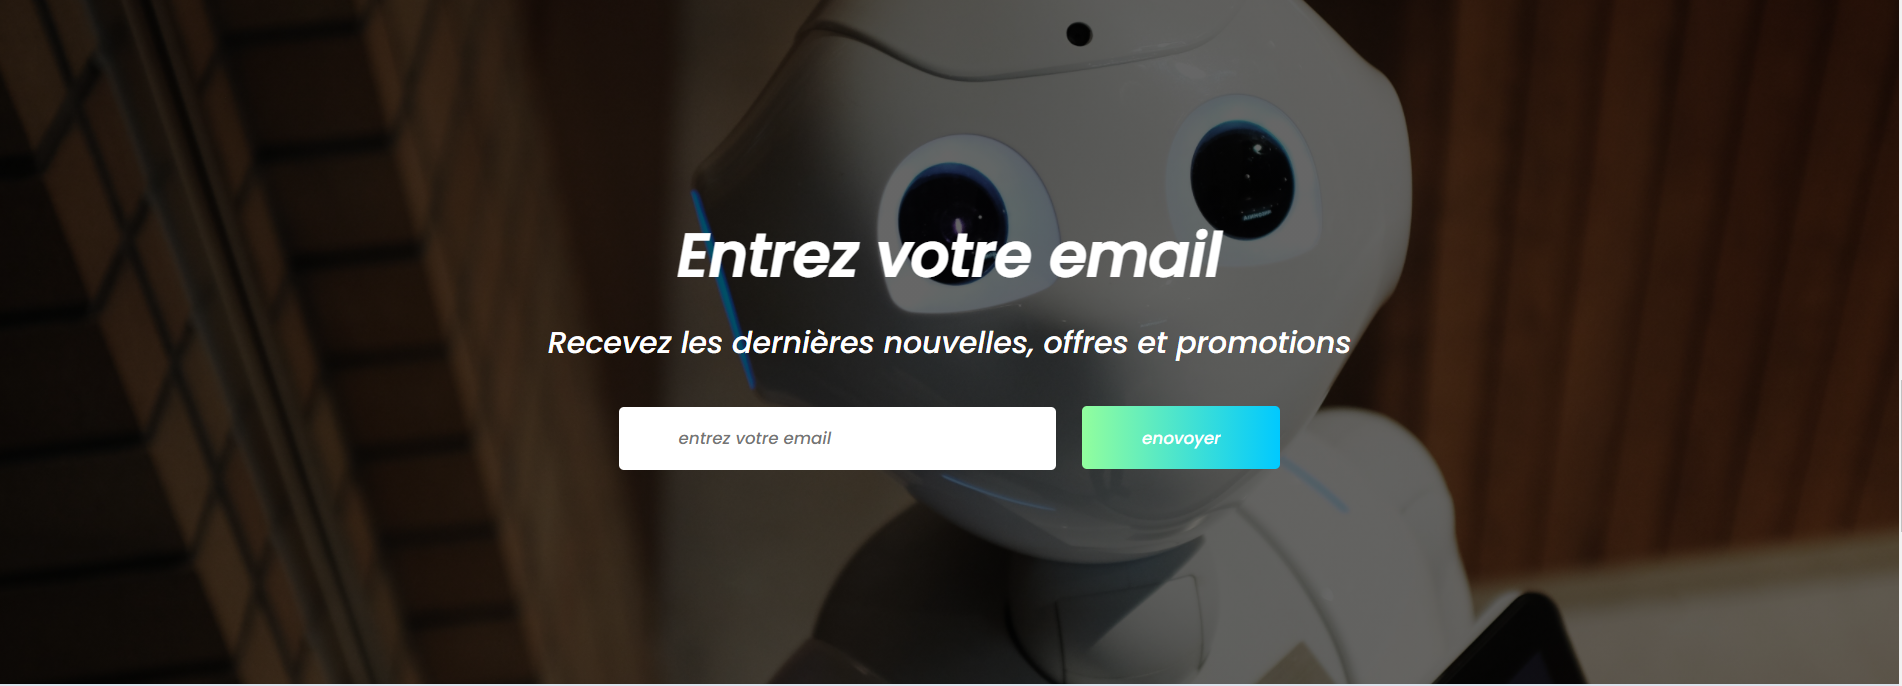 Entrez votre email
Recevez les dernières nouvelles, offres et promotions
entrez votre email
enovoyer